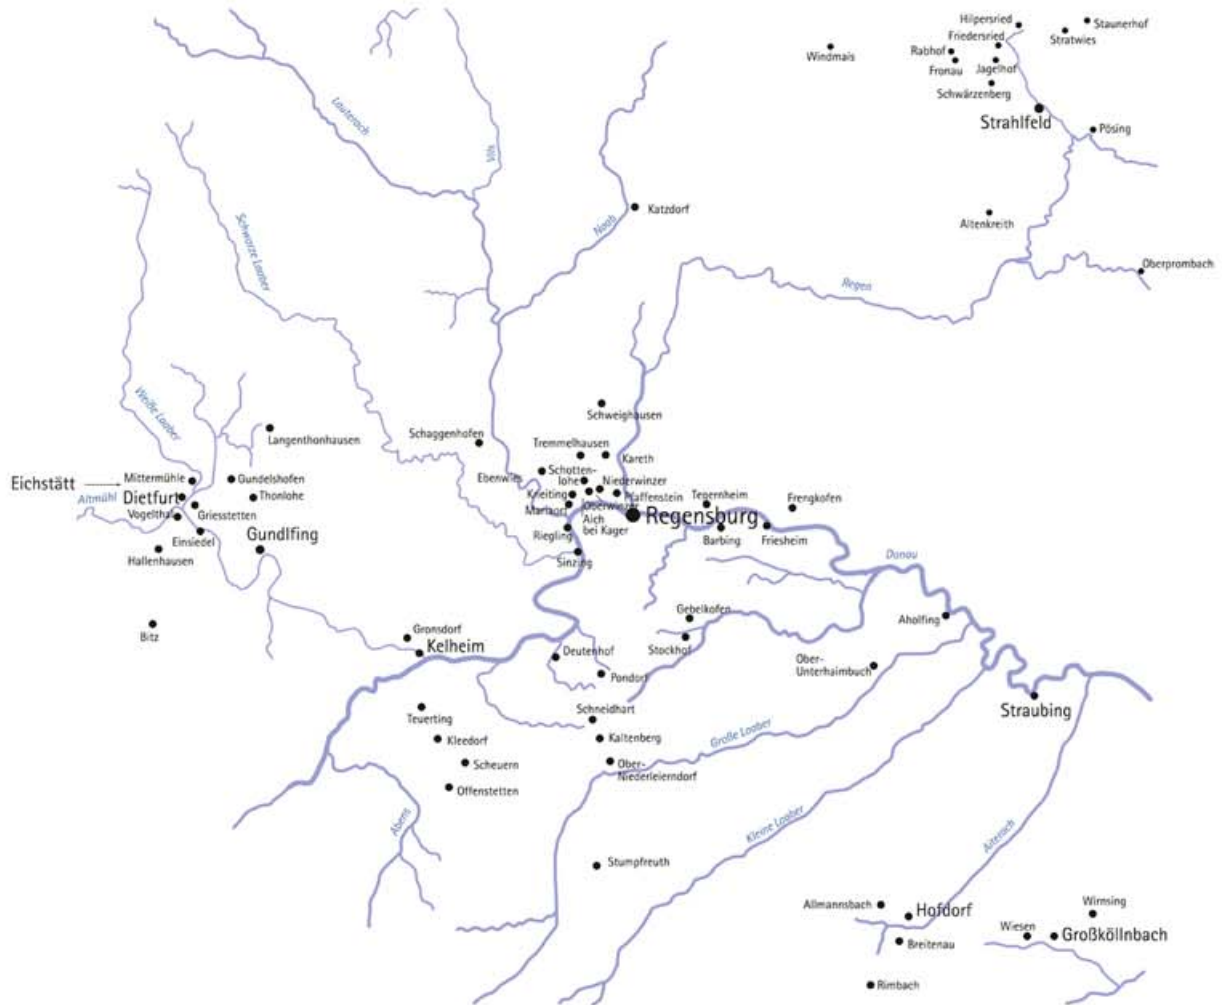 Hilpersried
Staunerhof
Friedersried
Stratwies
Windmais
Rabhof
Fronau
Jagelhof
Schwärzenberg
Strahlfeld
Pösing
Lauterach
Vils
Schwarze Laaber
Naab
Katzdorf
Altenkreith
Oberprombach
Regen
Weiße Laaber
Schweighausen
Langenthonhausen
Schaggenhofen
Tremmelhausen
Kareth
Eichstätt
Mittermühle
Gundelshofen
Ebenwies
Schotten-
lohe
Niederwinzer
Altmühl
Dietfurt
Thonlohe
Kneiting
Oberwinzer
Pfaffenstein
Tegernheim
Frengkofen
Vogelthal
Griesstetten
Mariaort
Aich
bei Kager
Regensburg
Einsiedel
Gundlfing
Riegling
Barbing
Friesheim
Hallenhausen
Sinzing
Donau
Bitz
Gronsdorf
Kelheim
Gebelkofen
Aholfing
Deutenhof
Stockhof
Ober-
Unterhaimbuch
Pondorf
Teuerting
Schneidhart
Straubing
Kleedorf
Kaltenberg
Große Laaber
Scheuern
Ober-
Niederleierndorf
Offenstetten
Abens
Kleine Laaber
Aiterach
Stumpfreuth
Allmannsbach
Hofdorf
Wirnsing
Wiesen
Großköllnbach
Breitenau
Rimbach